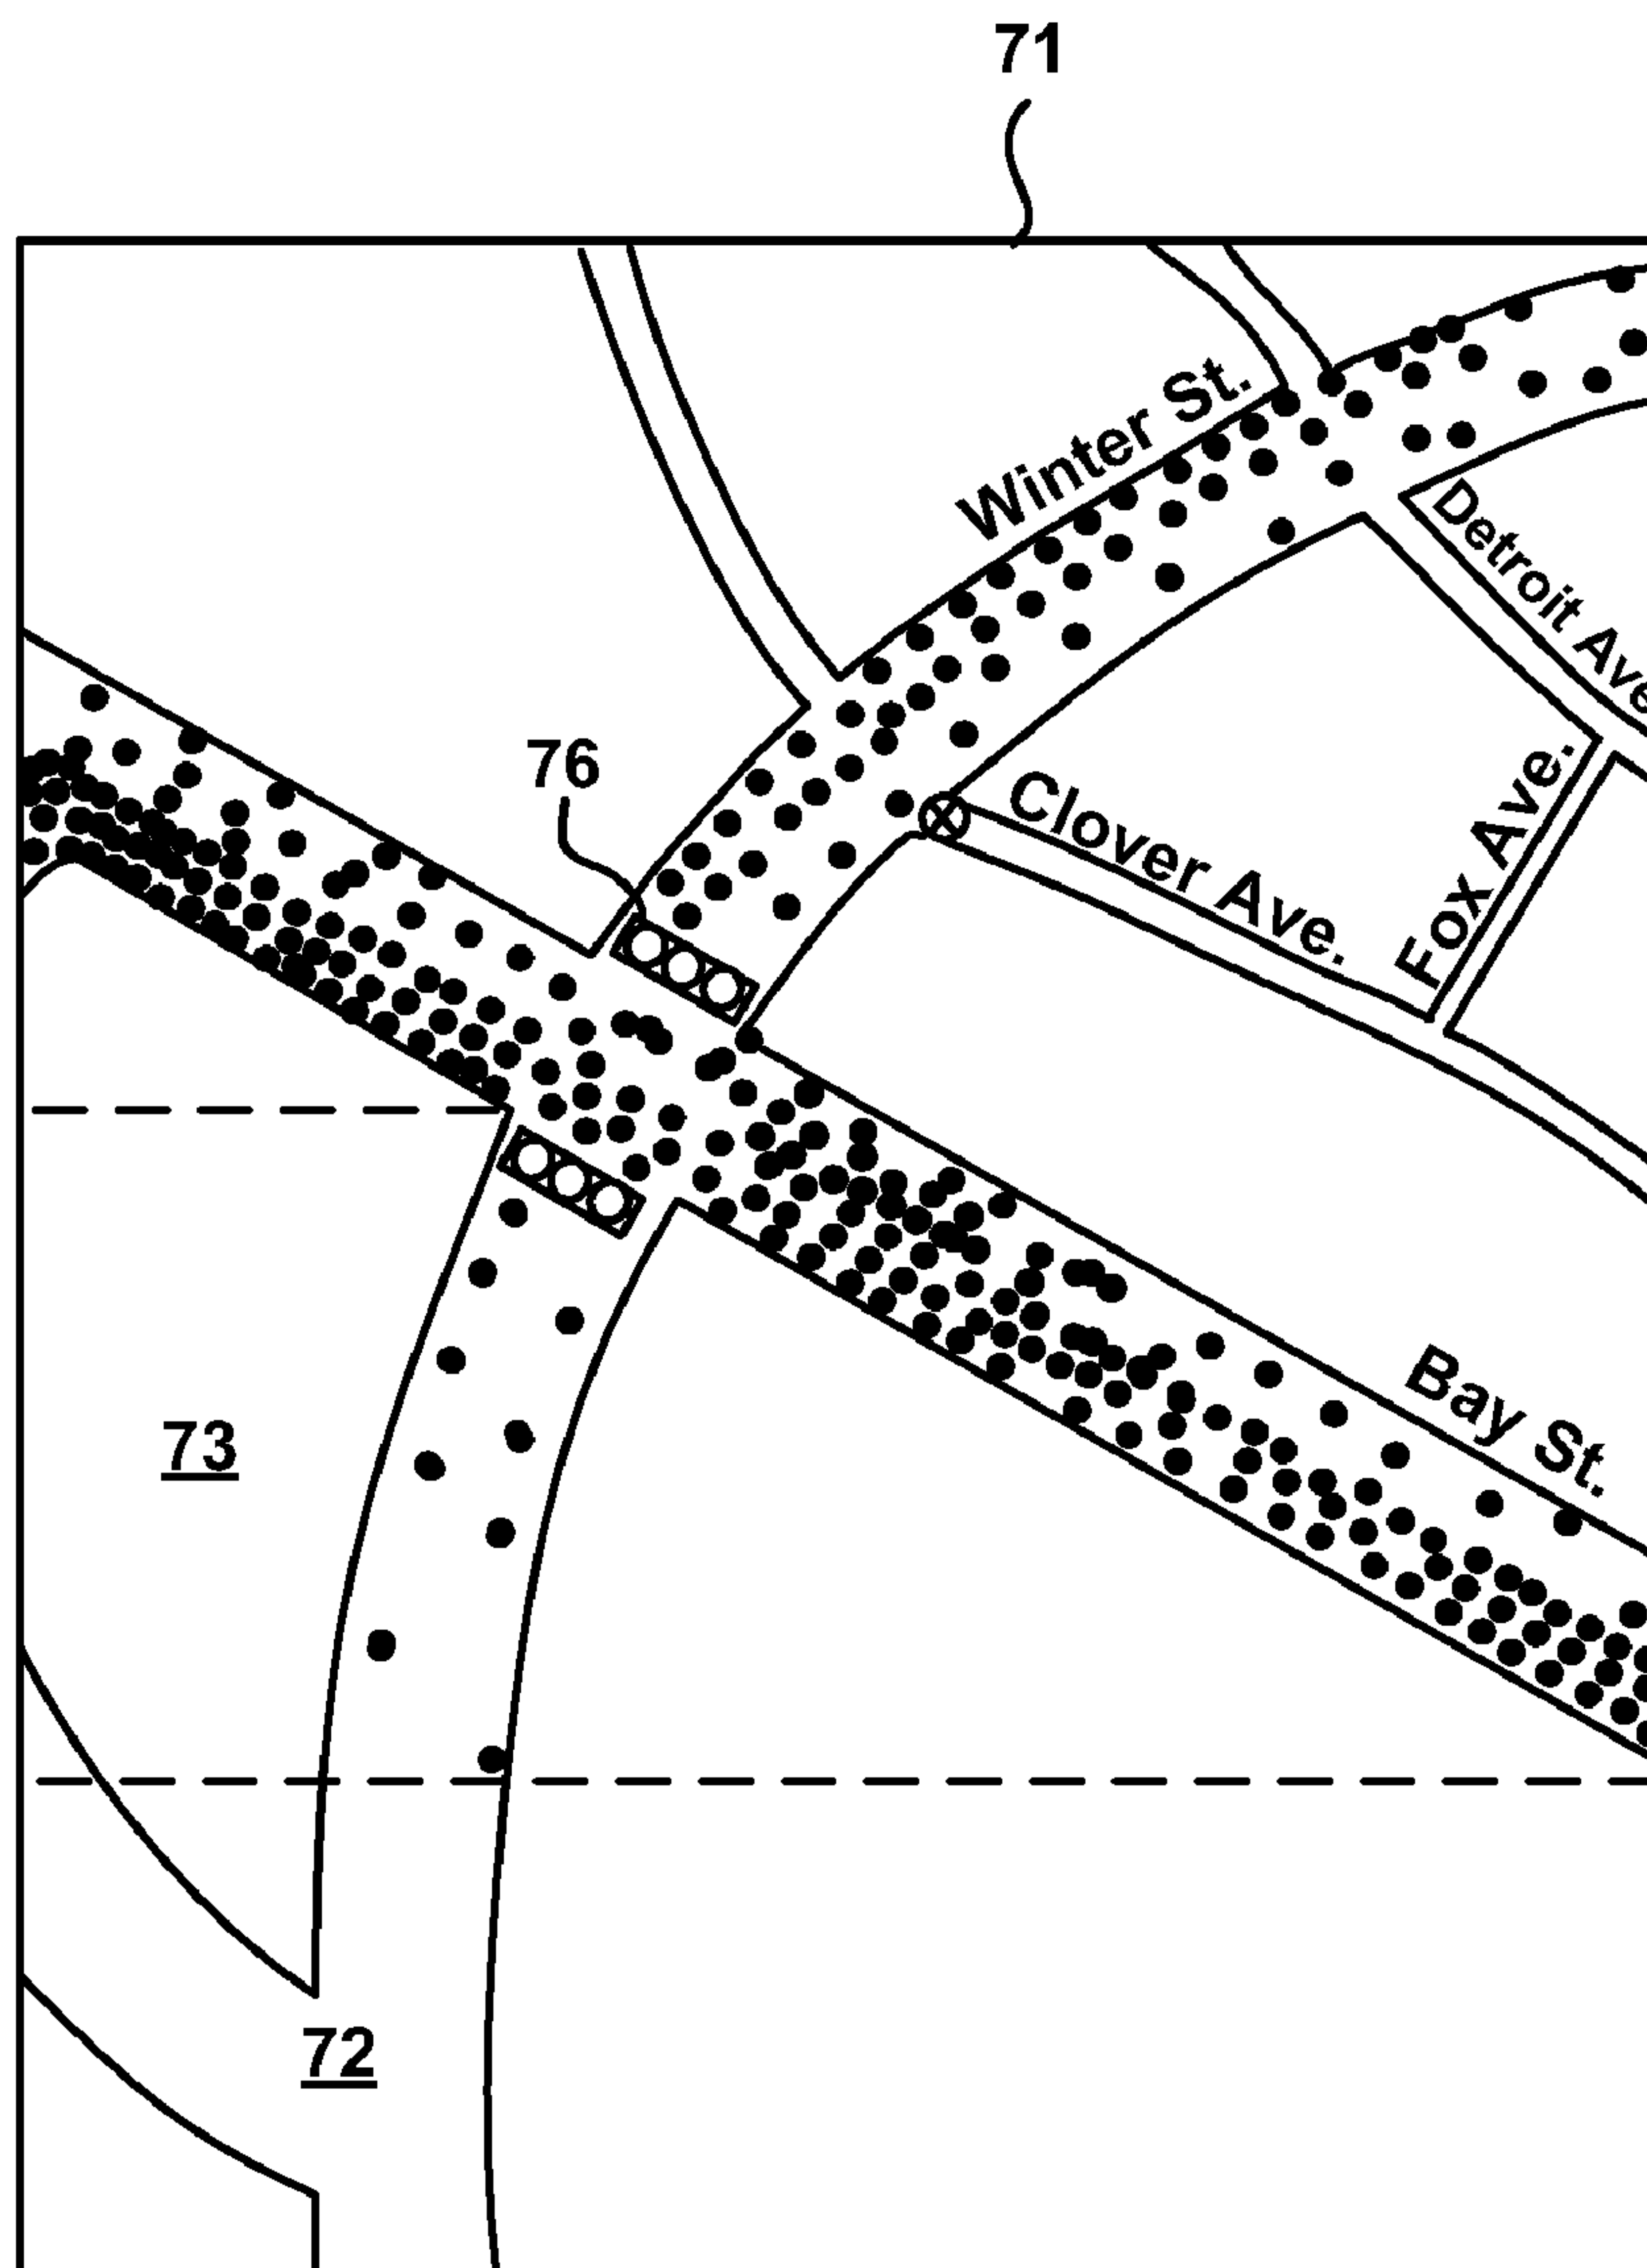 71
Winter St.
Detroit Ave
76
Clover Ave.
Fox Ave.
Bay St.
73
72